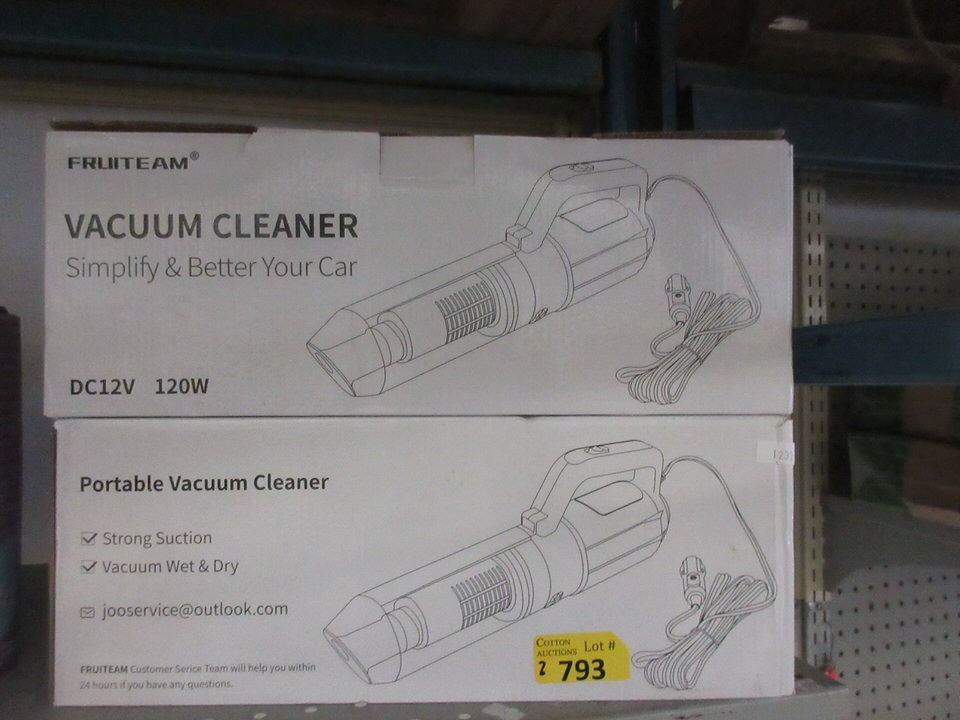 FRUITEAM®
VACUUM CLEANER
Simplify & Better Your Car
DC12V 120W
Portable Vacuum Cleaner
Strong Suction
Vacuum Wet & Dry
jooservice@outlook.com
FRUITEAM Customer Serice Team will help you within
24 hours if you have any questions.
COTTON
AUCTIONS Lot #
2 793